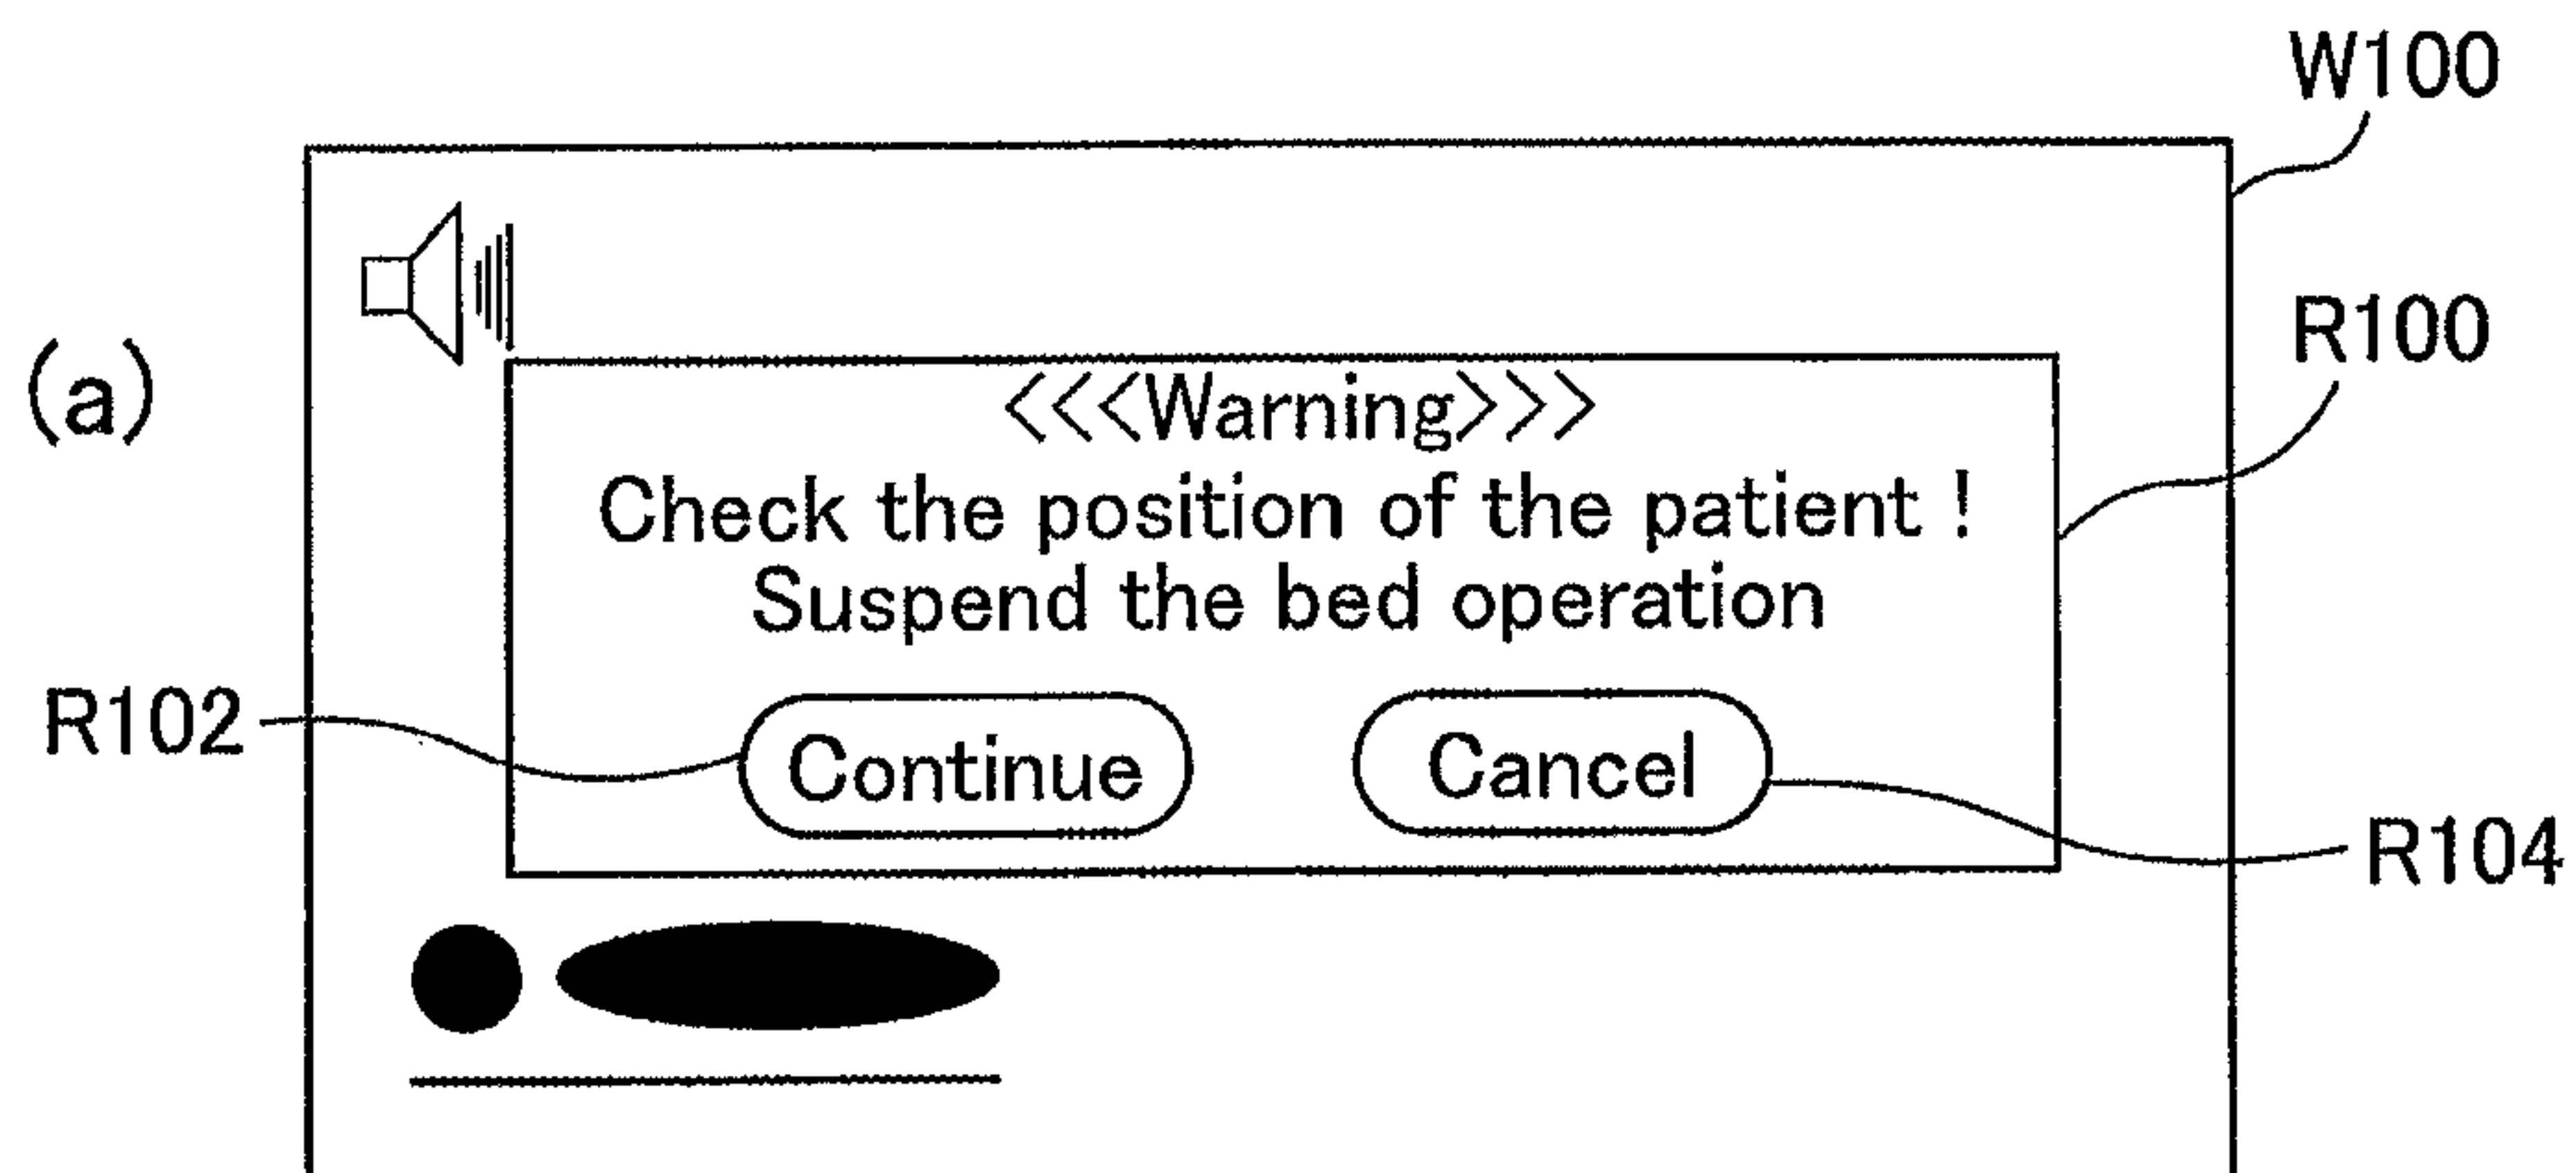 W100
R100
(a)
<<<Warning>>>
Check the position of the patient !
Suspend the bed operation
R102
Continue
Cancel
R104